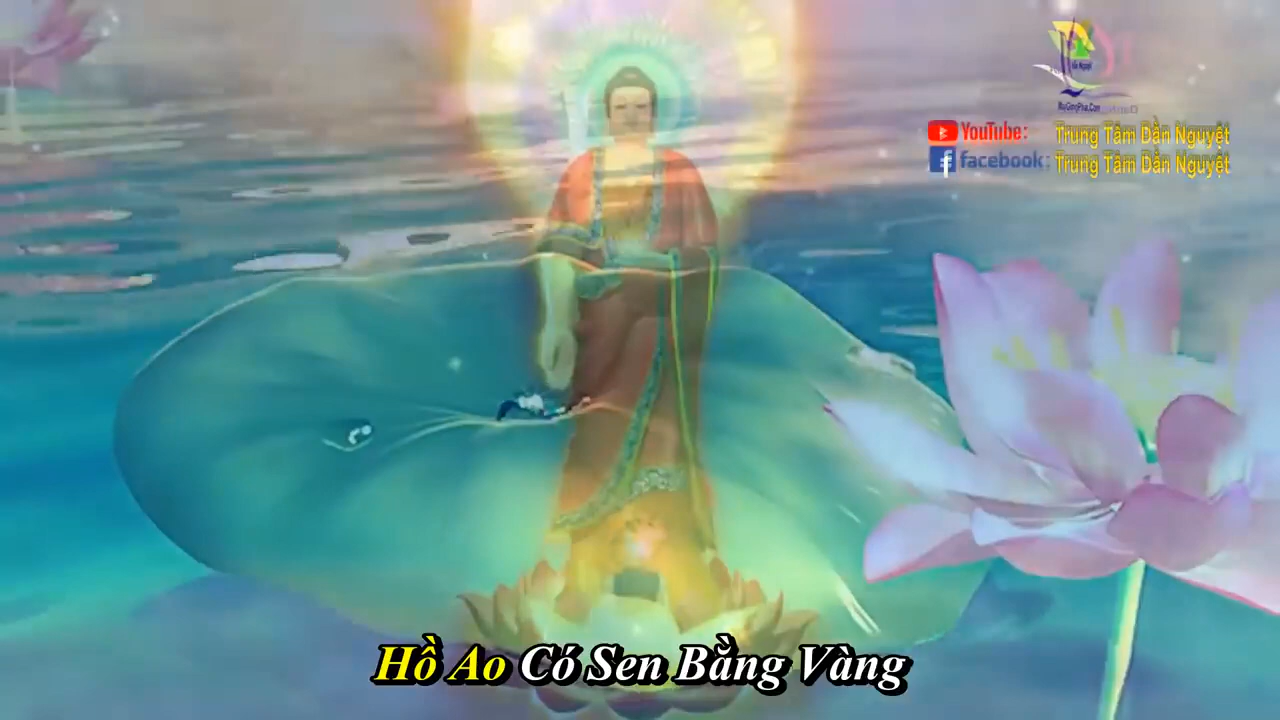 YouTube: Trung Tâm Dần Nguyệt
facebook: Trung Tâm Dần Nguyệt
Hồ Ao Có Sen Bằng Vàng